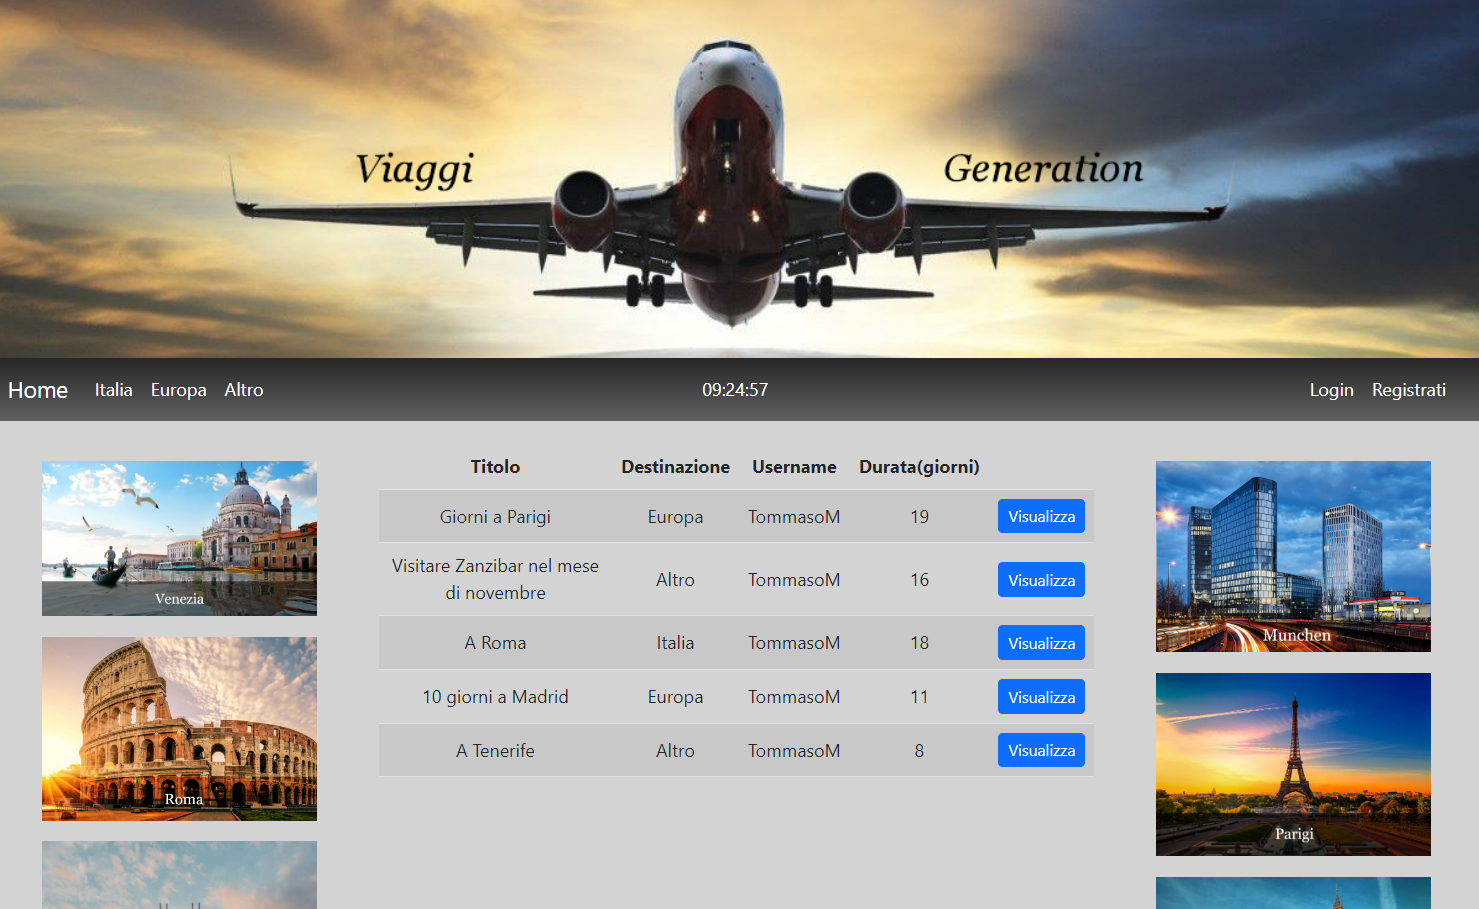 Viaggi Generation
Home Italia Europa Altro 09:24:57 Login Registrati
Titolo Destinazione Username Durata(giorni)
Giorni a Parigi Europa TommasoM 19 Visualizza
Visitare Zanzibar nel mese
di novembre Altro TommasoM 16 Visualizza
A Roma Italia TommasoM 18 Visualizza
10 giorni a Madrid Europa TommasoM 11 Visualizza
A Tenerife Altro TommasoM 8 Visualizza
Venezia
Roma
Munchen
Parigi